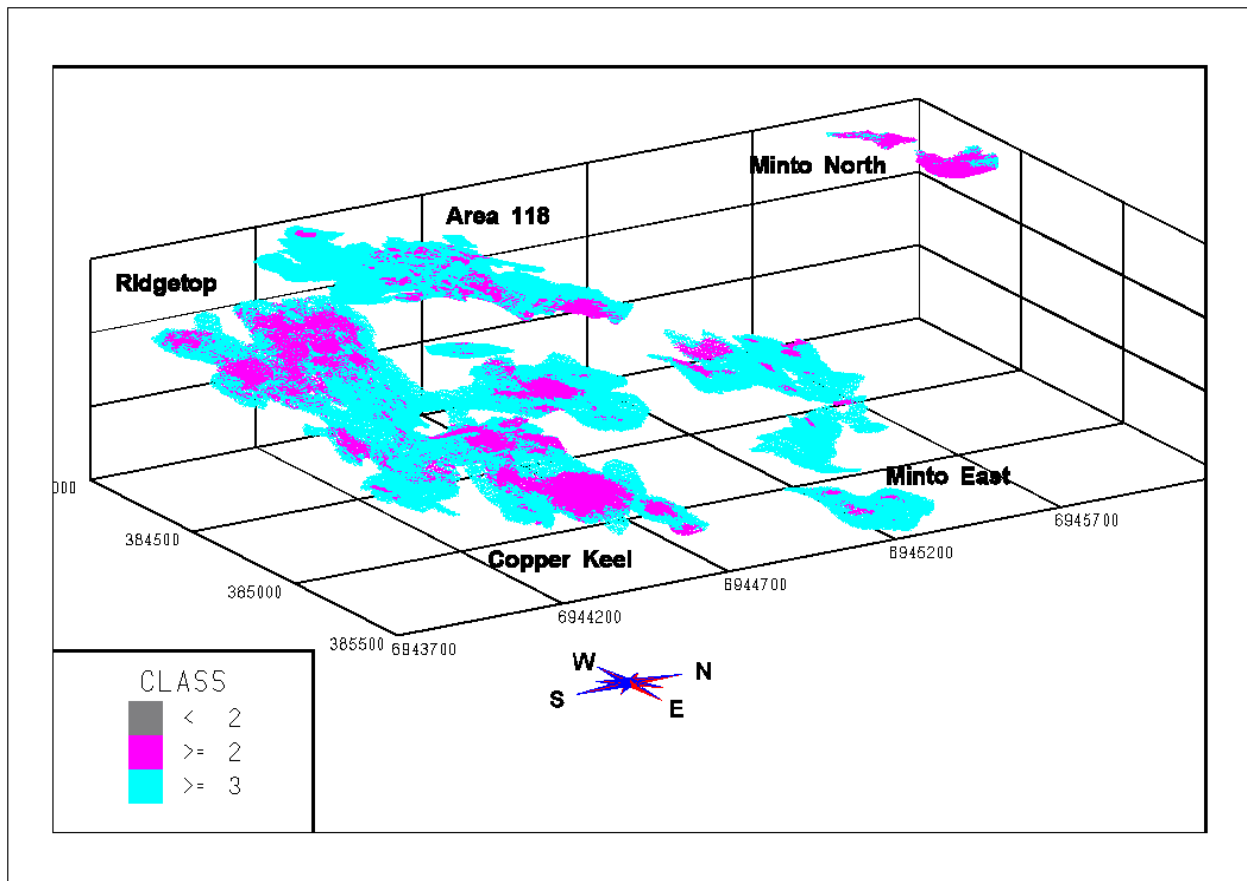 Minto North
Area 118
Ridgetop
Minto East
Copper Keel
000
384500
385000
385500
6943700
6944200
6944700
6945200
6945700
W
N
S
E
CLASS
< 2
>= 2
>= 3